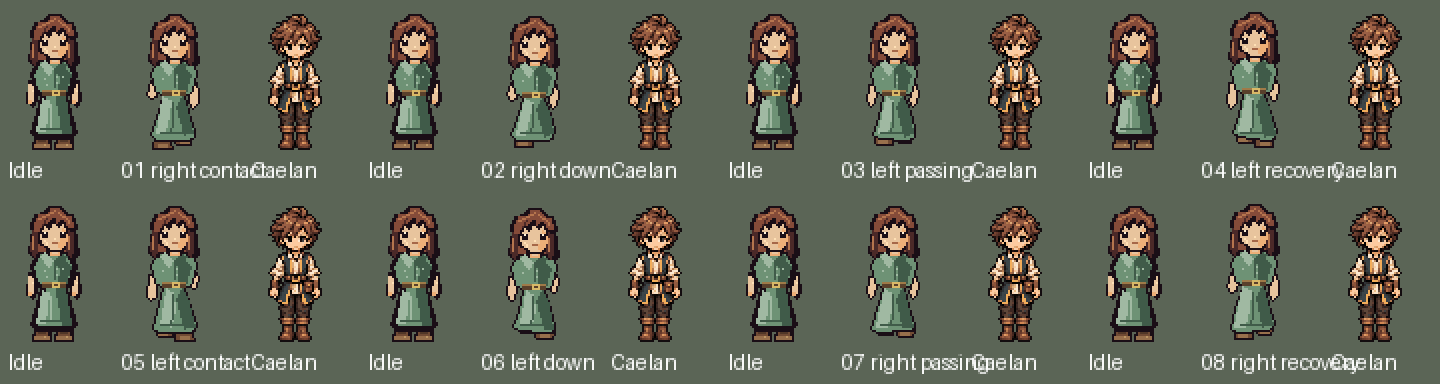 Idle 01 right contact Caelan Idle 02 right down Caelan Idle 03 left passing Caelan Idle 04 left recovery Caelan
Idle 05 left contact Caelan Idle 06 left down Caelan Idle 07 right passing Caelan Idle 08 right recovery Caelan